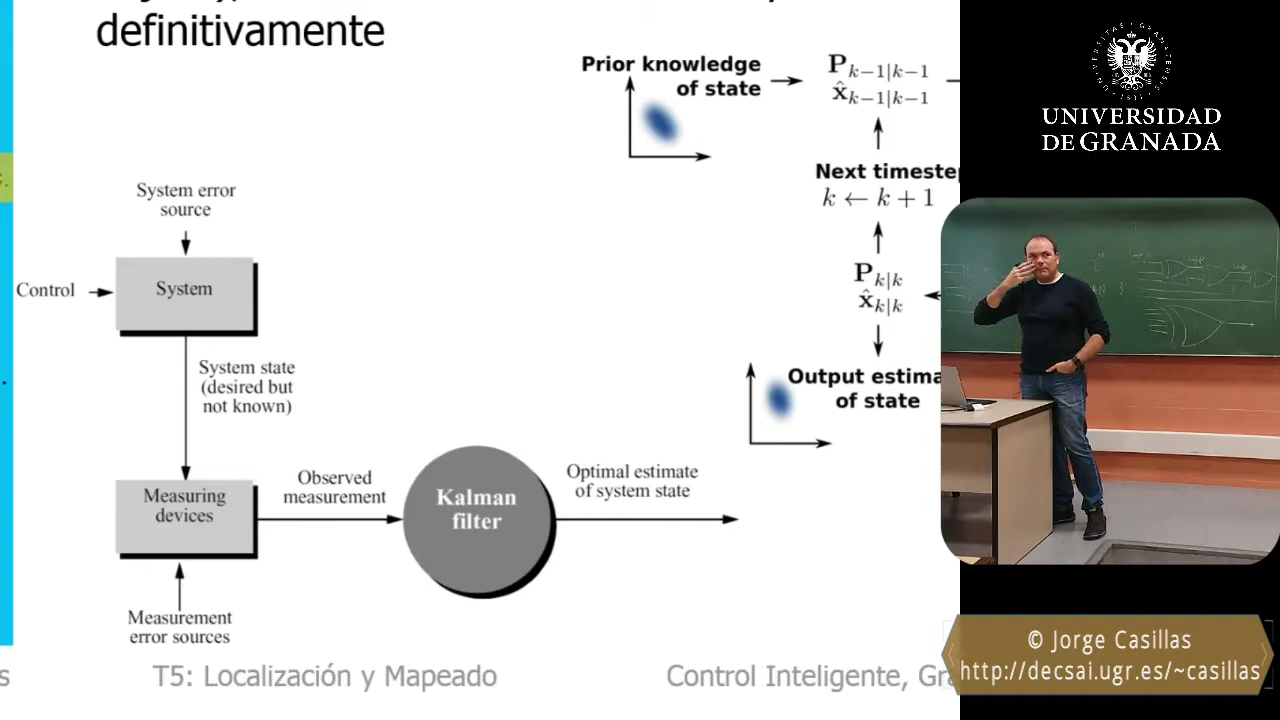 definitivamente
Prior knowledge
of state
P_{k−1|k−1}
x̂_{k−1|k−1}
Next timeste
k ← k + 1
P_{k|k}
x̂_{k|k}
Output estima
of state
System error
source
Control
System
System state
(desired but
not known)
Measuring
devices
Observed
measurement
Kalman
filter
Optimal estimate
of system state
Measurement
error sources
s
T5: Localización y Mapeado
Control Inteligente, Gra
UNIVERSIDAD
DE GRANADA
© Jorge Casillas
http://decsai.ugr.es/~casillas